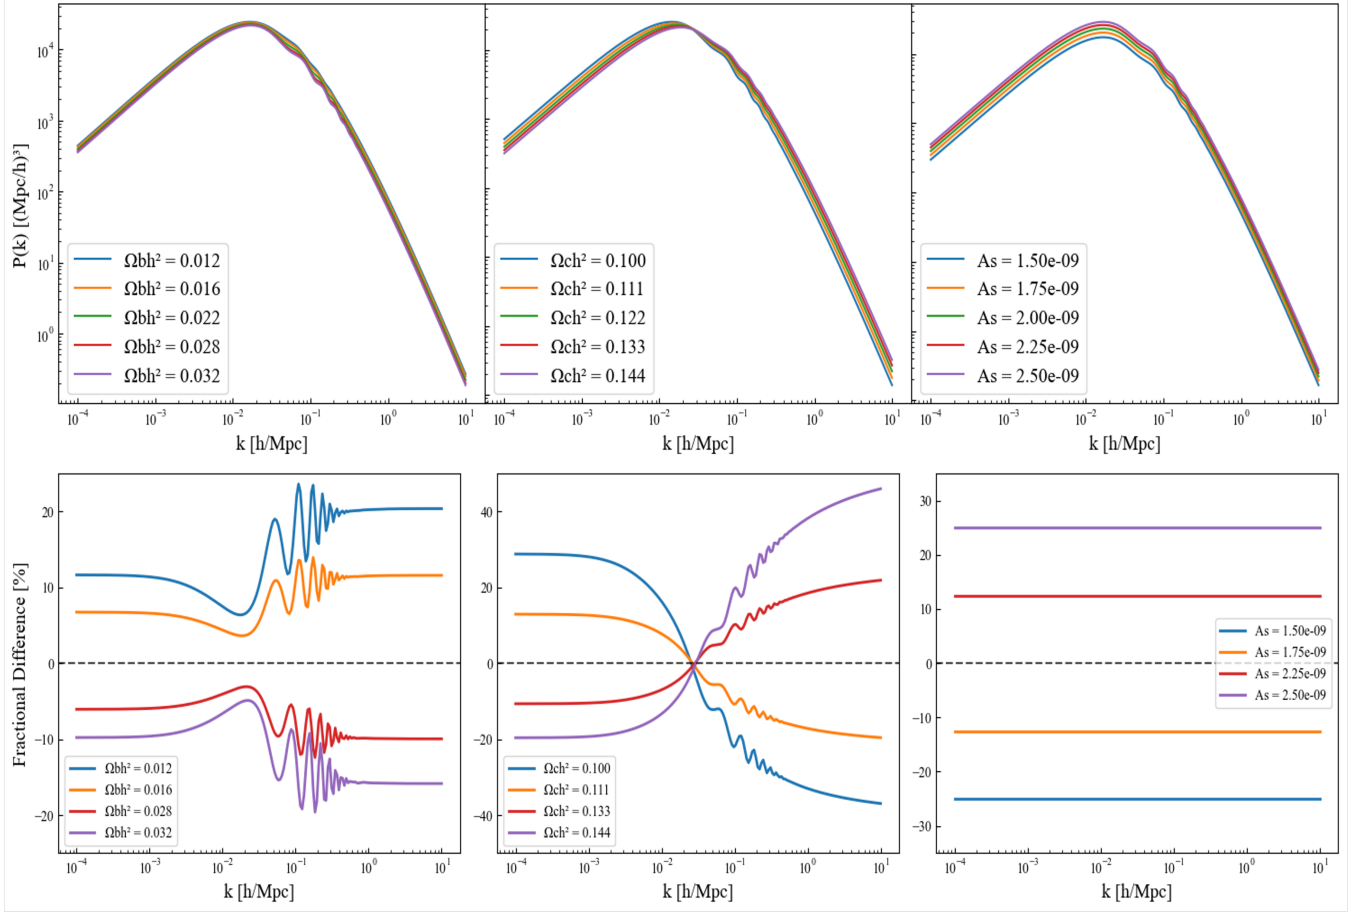 P(k) [(Mpc/h)³]
10⁴
10³
10²
10¹
10⁰
Ωbh² = 0.012
Ωbh² = 0.016
Ωbh² = 0.022
Ωbh² = 0.028
Ωbh² = 0.032
10⁻⁴ 10⁻³ 10⁻² 10⁻¹ 10⁰ 10¹
k [h/Mpc]
Ωch² = 0.100
Ωch² = 0.111
Ωch² = 0.122
Ωch² = 0.133
Ωch² = 0.144
10⁻⁴ 10⁻³ 10⁻² 10⁻¹ 10⁰ 10¹
k [h/Mpc]
As = 1.50e-09
As = 1.75e-09
As = 2.00e-09
As = 2.25e-09
As = 2.50e-09
10⁻⁴ 10⁻³ 10⁻² 10⁻¹ 10⁰ 10¹
k [h/Mpc]
Fractional Difference [%]
20
10
0
−10
−20
Ωbh² = 0.012
Ωbh² = 0.016
Ωbh² = 0.028
Ωbh² = 0.032
10⁻⁴ 10⁻³ 10⁻² 10⁻¹ 10⁰ 10¹
k [h/Mpc]
40
20
0
−20
−40
Ωch² = 0.100
Ωch² = 0.111
Ωch² = 0.133
Ωch² = 0.144
10⁻⁴ 10⁻³ 10⁻² 10⁻¹ 10⁰ 10¹
k [h/Mpc]
30
20
10
0
−10
−20
−30
As = 1.50e-09
As = 1.75e-09
As = 2.25e-09
As = 2.50e-09
10⁻⁴ 10⁻³ 10⁻² 10⁻¹ 10⁰ 10¹
k [h/Mpc]